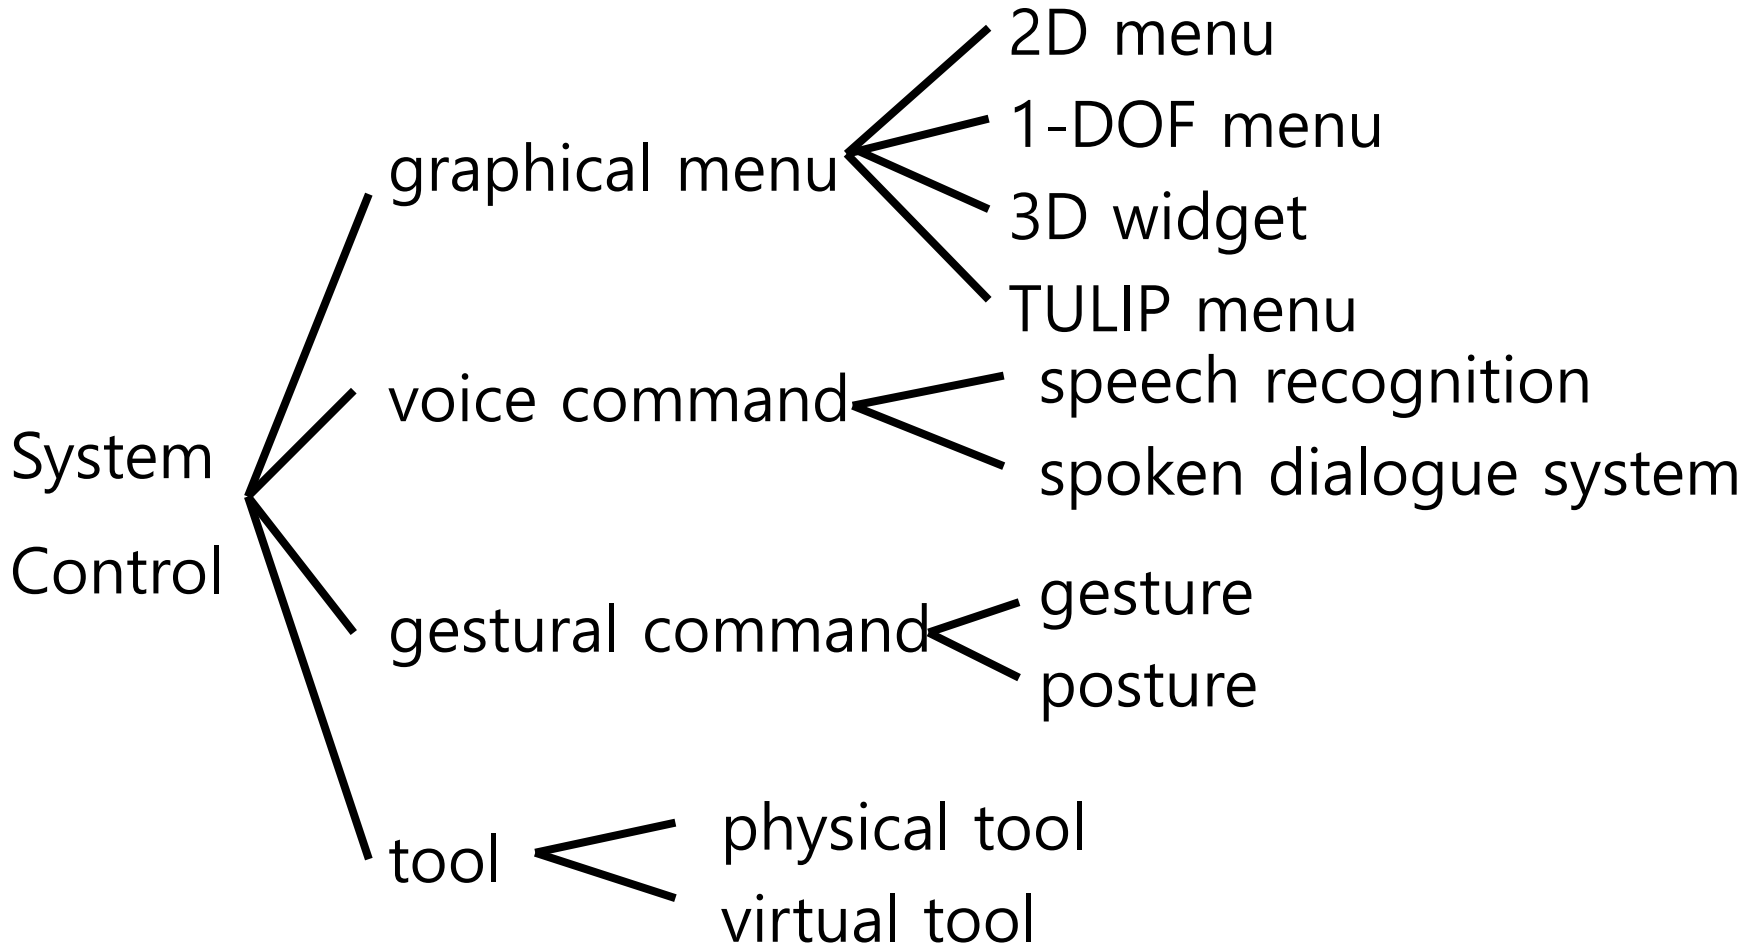 System
Control
graphical menu
2D menu
1-DOF menu
3D widget
TULIP menu
voice command
speech recognition
spoken dialogue system
gestural command
gesture
posture
tool
physical tool
virtual tool